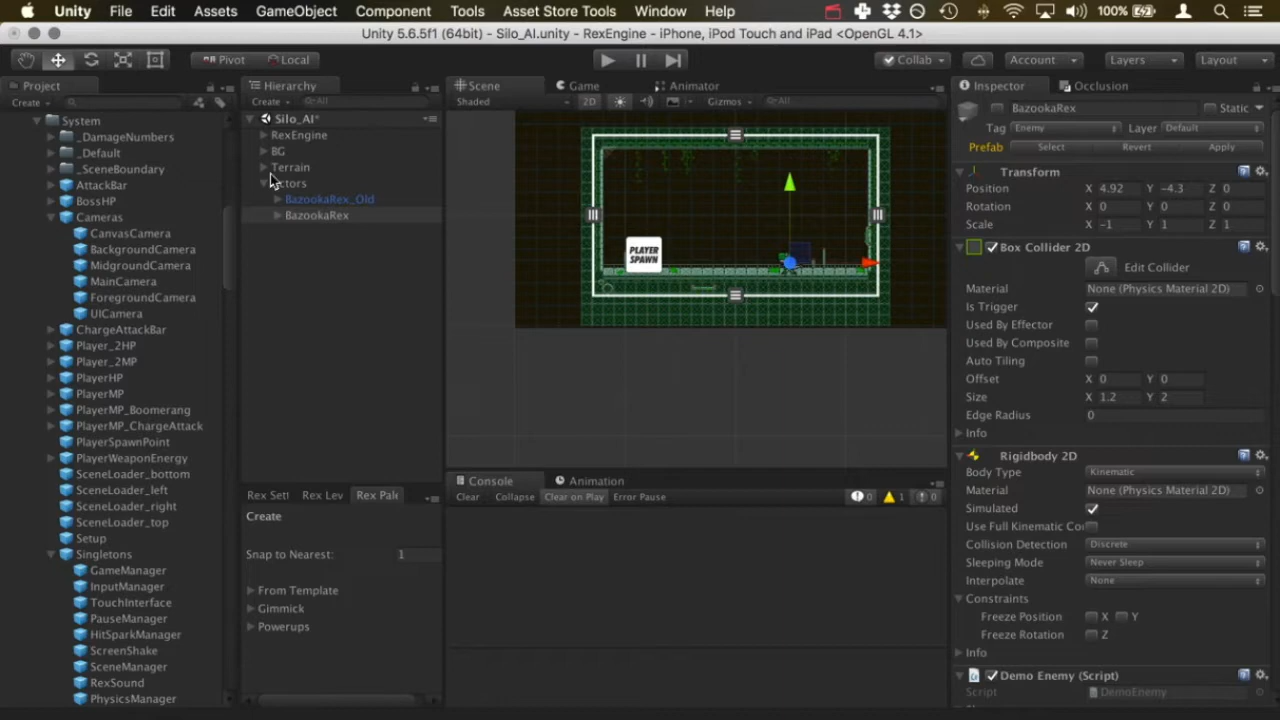 Unity File Edit Assets GameObject Component Tools Asset Store Tools Window Help 100%
Unity 5.6.5f1 (64bit) - Silo_AI.unity - RexEngine - iPhone, iPod Touch and iPad <OpenGL 4.1>
Pivot Local Collab Account Layers Layout
Project
Create
System
_DamageNumbers
_Default
_SceneBoundary
AttackBar
BossHP
Cameras
CanvasCamera
BackgroundCamera
MidgroundCamera
MainCamera
ForegroundCamera
UICamera
ChargeAttackBar
Player_2HP
Player_2MP
PlayerHP
PlayerMP
PlayerMP_Boomerang
PlayerMP_ChargeAttack
PlayerSpawnPoint
PlayerWeaponEnergy
SceneLoader_bottom
SceneLoader_left
SceneLoader_right
SceneLoader_top
Setup
Singletons
GameManager
InputManager
TouchInterface
PauseManager
HitSparkManager
ScreenShake
SceneManager
RexSound
PhysicsManager
Hierarchy
Create All
Silo_AI*
RexEngine
BG
Terrain
ctors
BazookaRex_Old
BazookaRex
Rex Sett Rex Lev Rex Pale
Create
Snap to Nearest: 1
From Template
Gimmick
Powerups
Scene Game Animator
Shaded 2D Gizmos All
PLAYER
SPAWN
Console Animation
Clear Collapse Clear on Play Error Pause 0 1 0
Inspector Occlusion
BazookaRex Static
Tag Enemy Layer Default
Prefab Select Revert Apply
Transform
Position X 4.92 Y -4.3 Z 0
Rotation X 0 Y 0 Z 0
Scale X -1 Y 1 Z 1
Box Collider 2D
Edit Collider
Material None (Physics Material 2D)
Is Trigger
Used By Effector
Used By Composite
Auto Tiling
Offset X 0 Y 0
Size X 1.2 Y 2
Edge Radius 0
Info
Rigidbody 2D
Body Type Kinematic
Material None (Physics Material 2D)
Simulated
Use Full Kinematic Co
Collision Detection Discrete
Sleeping Mode Never Sleep
Interpolate None
Constraints
Freeze Position X Y
Freeze Rotation Z
Info
Demo Enemy (Script)
Script DemoEnemy